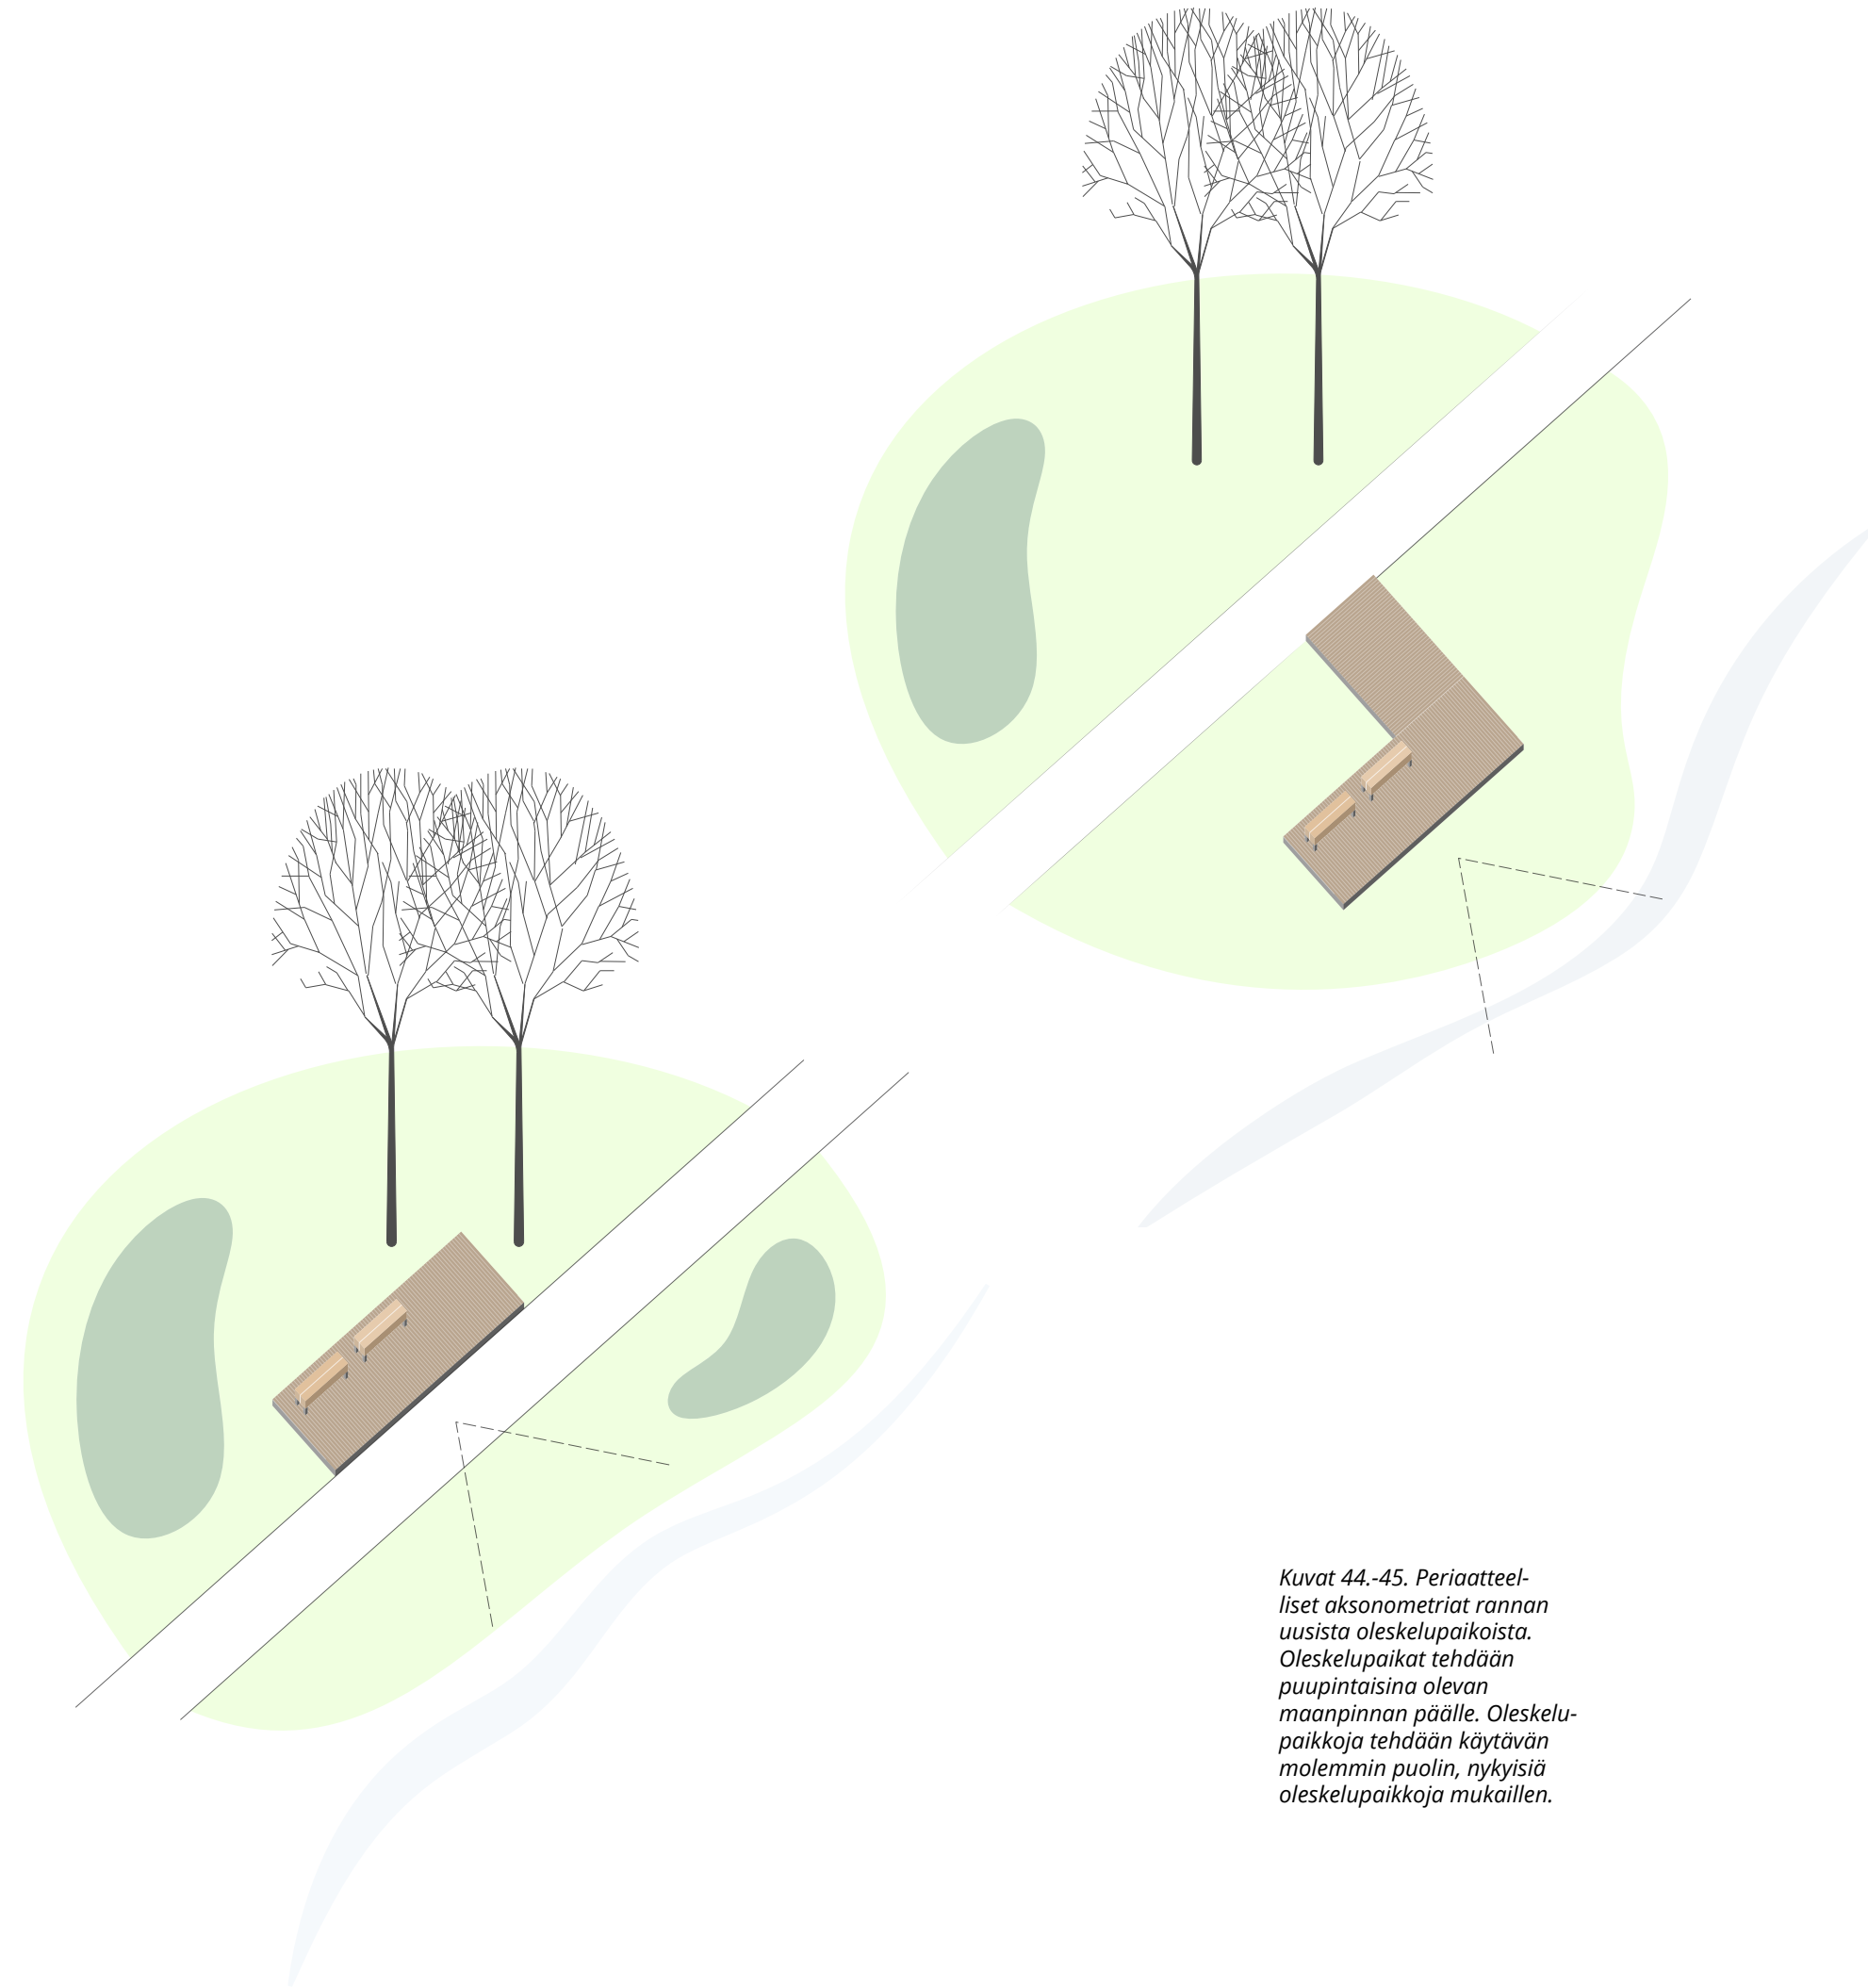 Kuvat 44.-45. Periaatteel-
liset aksonometriat rannan
uusista oleskelupaikoista.
Oleskelupaikat tehdään
puupintaisina olevan
maanpinnan päälle. Oleskelu-
paikkoja tehdään käytävän
molemmin puolin, nykyisiä
oleskelupaikkoja mukaillen.